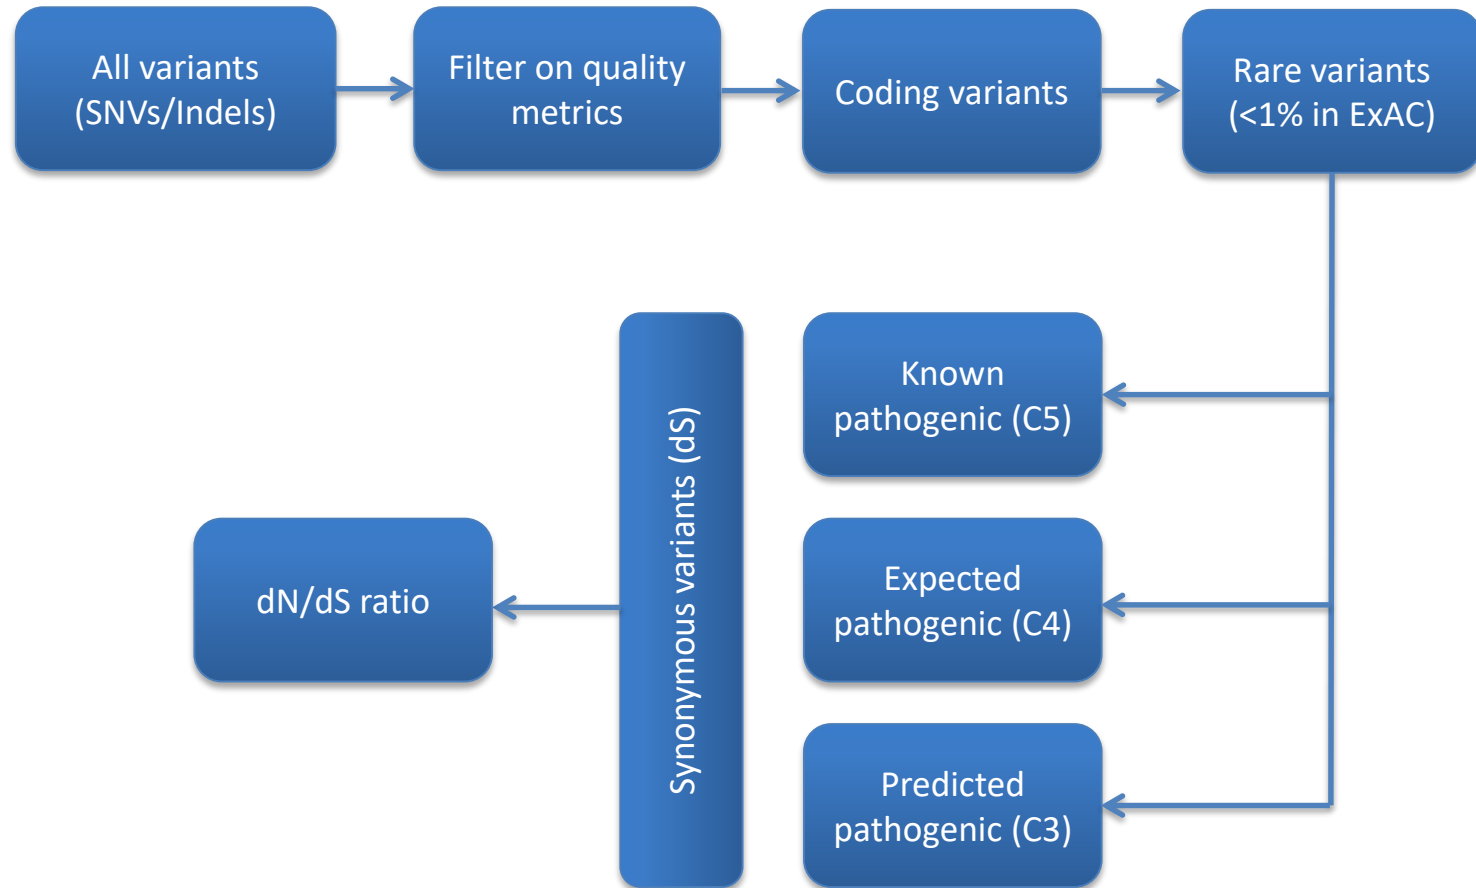 All variants
(SNVs/Indels)
Filter on quality
metrics
Coding variants
Rare variants
(<1% in ExAC)
Known
pathogenic (C5)
Synonymous variants (dS)
Expected
pathogenic (C4)
dN/dS ratio
Predicted
pathogenic (C3)